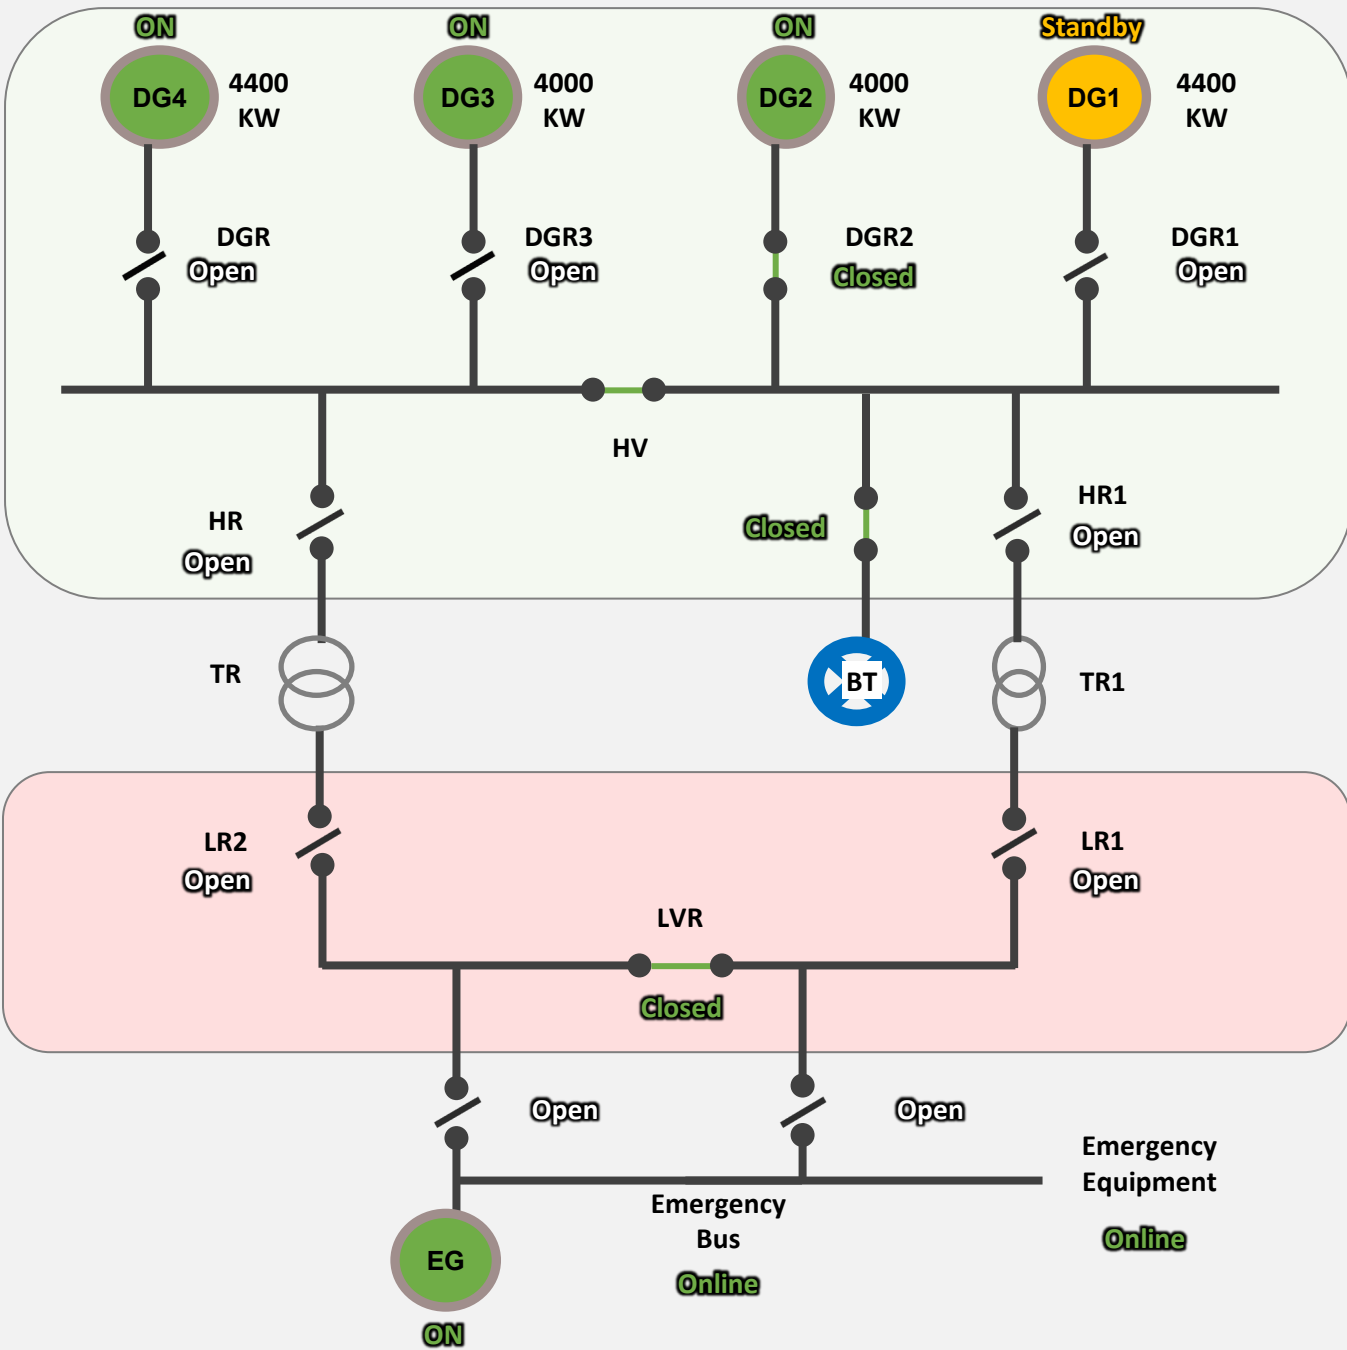 ON
ON
ON
Standby
DG4
4400
KW
DG3
4000
KW
DG2
4000
KW
DG1
4400
KW
DGR
Open
DGR3
Open
DGR2
Closed
DGR1
Open
HV
HR
Open
Closed
HR1
Open
TR
BT
TR1
LR2
Open
LR1
Open
LVR
Closed
Open
Open
Emergency
Equipment
Online
Emergency
Bus
Online
EG
ON